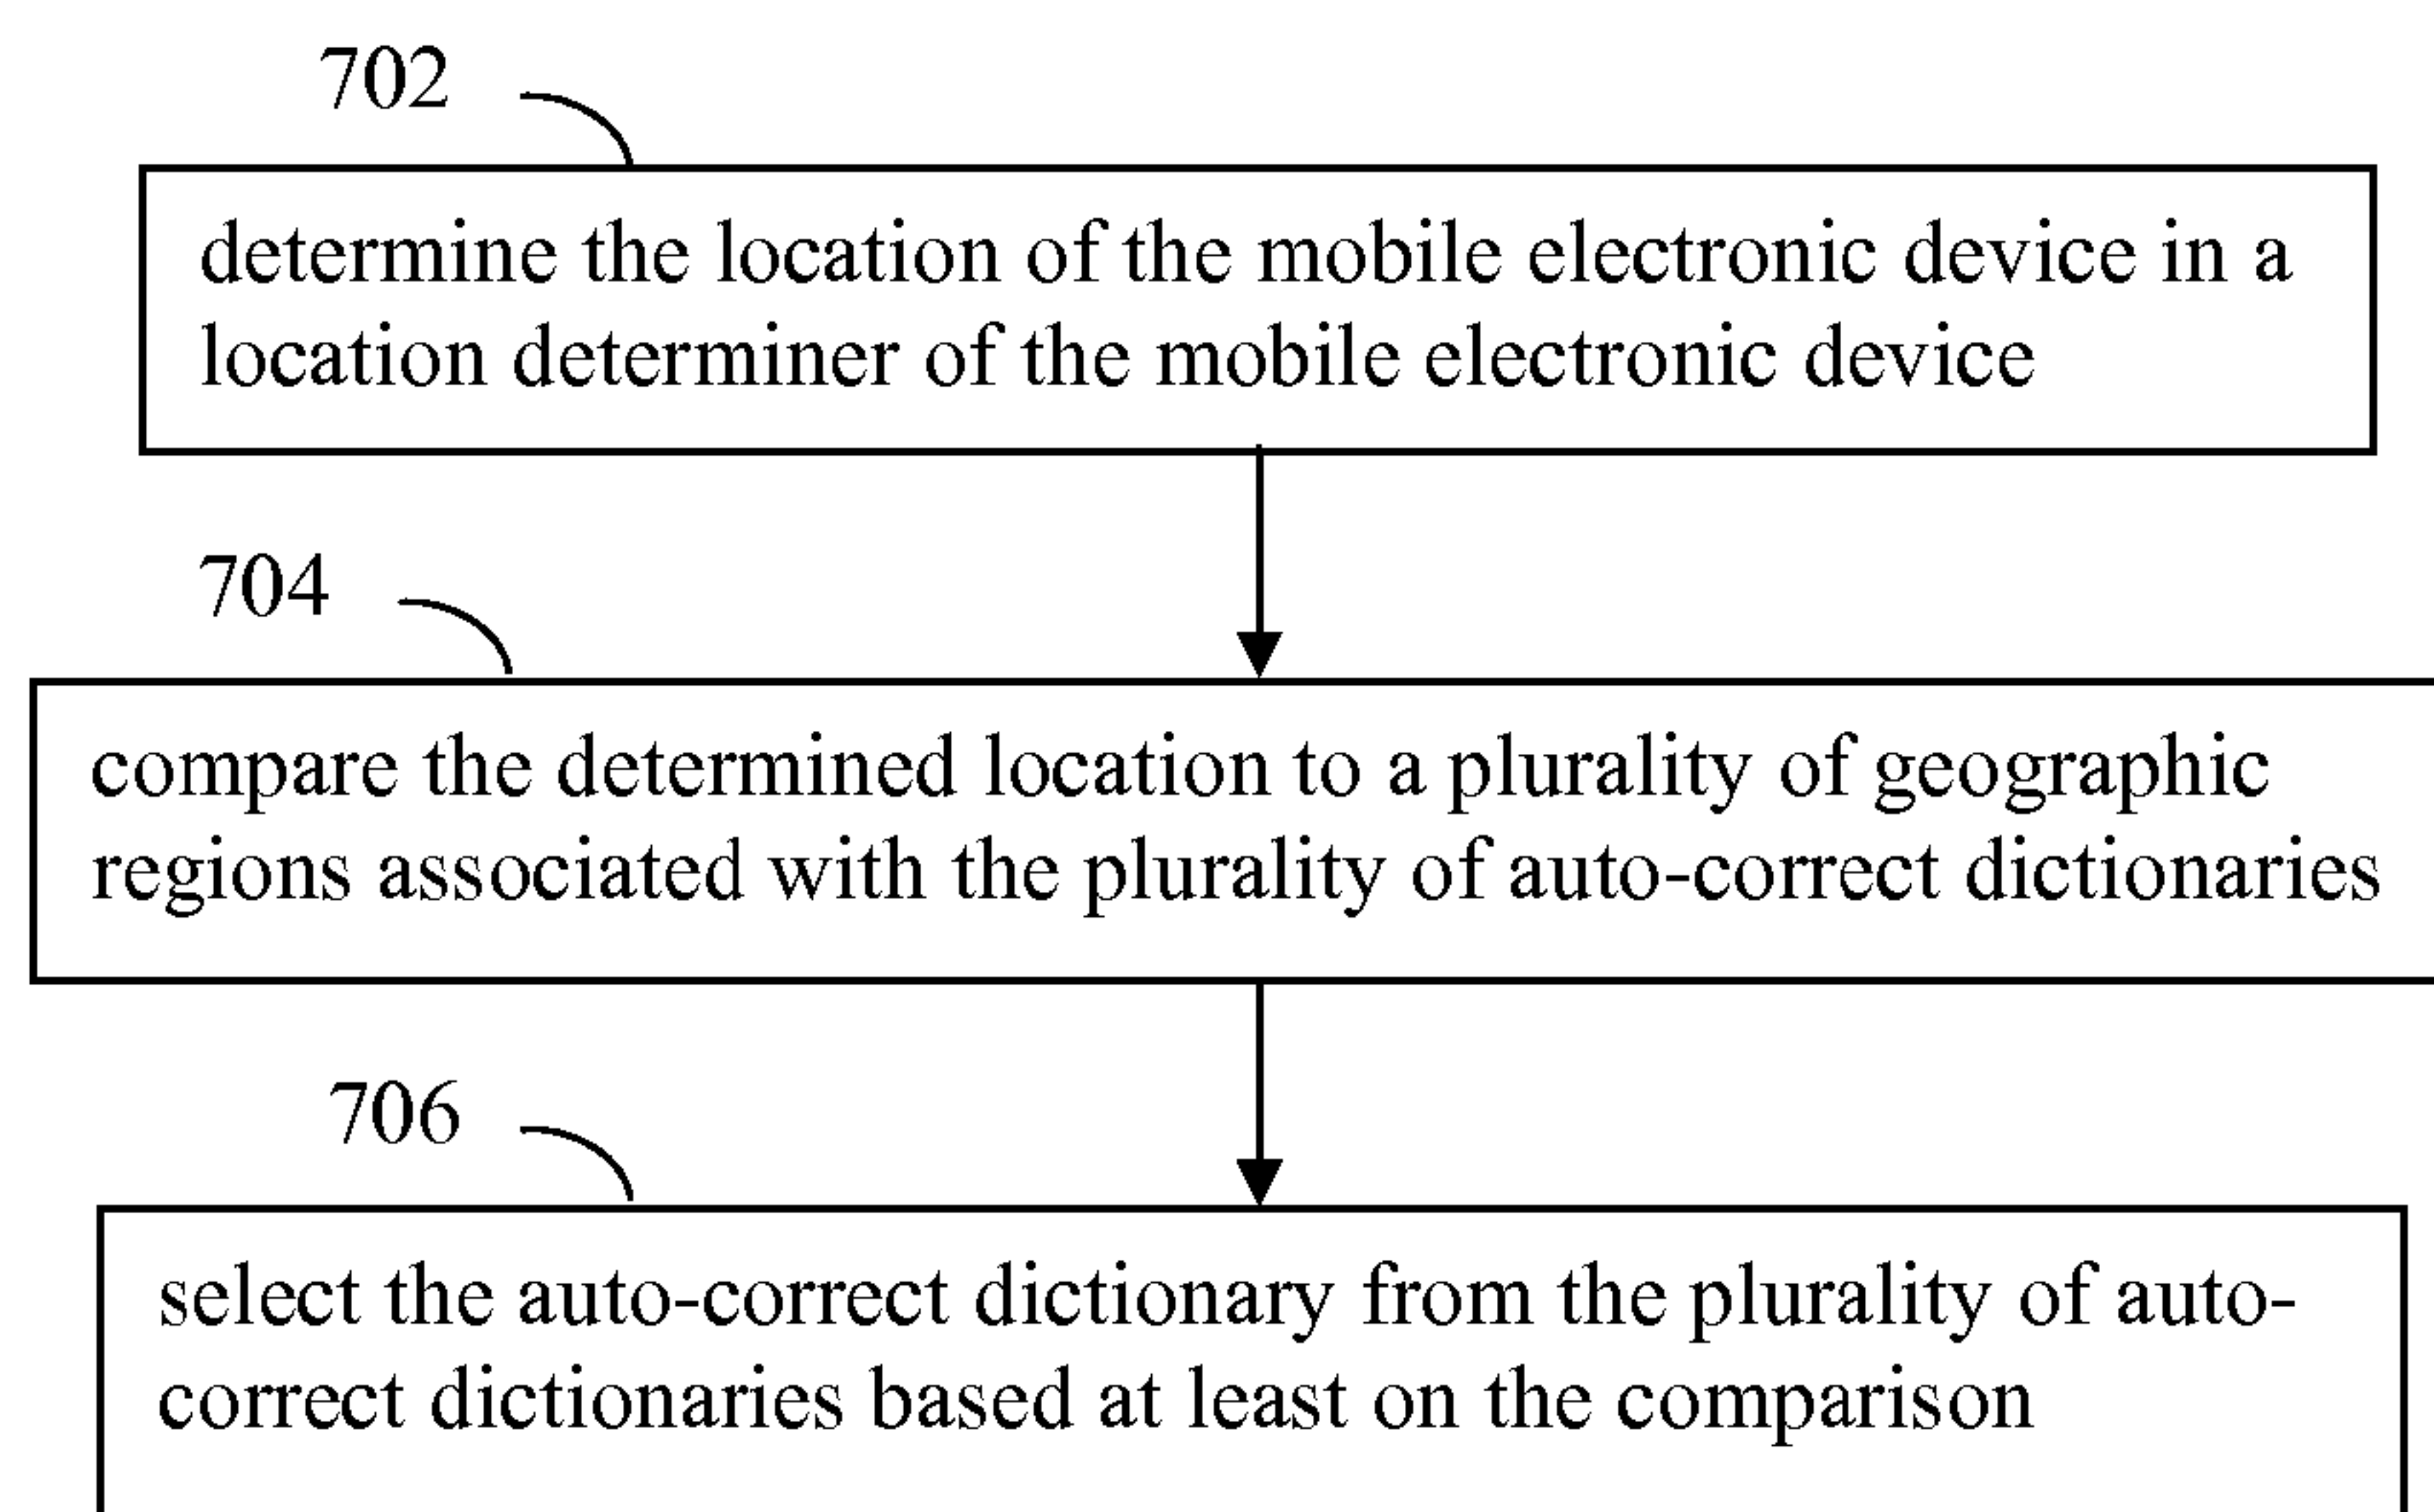 702
determine the location of the mobile electronic device in a
location determiner of the mobile electronic device
704
compare the determined location to a plurality of geographic
regions associated with the plurality of auto-correct dictionaries
706
select the auto-correct dictionary from the plurality of auto-
correct dictionaries based at least on the comparison